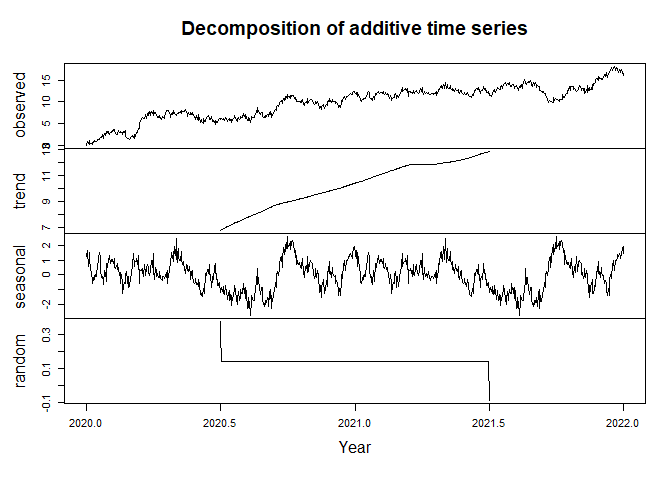 Decomposition of additive time series
observed
0 5 10 15
trend
7 9 11 13
seasonal
-2 0 1 2
random
-0.1 0.1 0.3
2020.0 2020.5 2021.0 2021.5 2022.0
Year